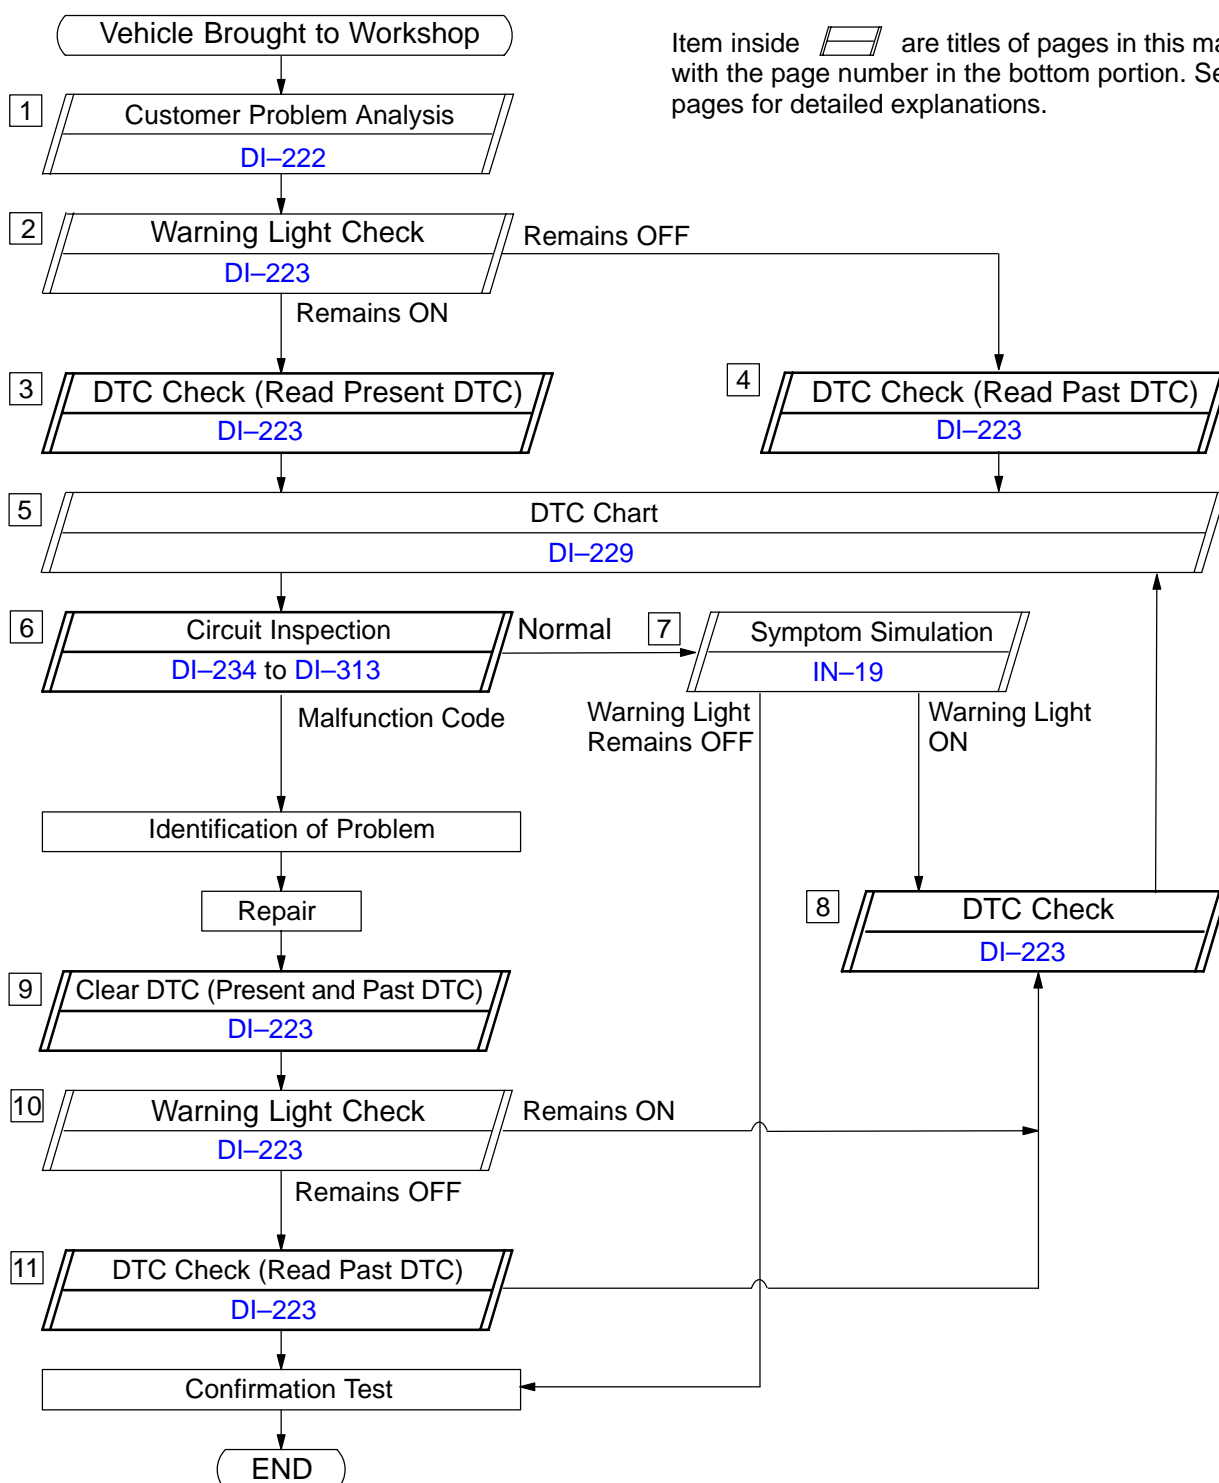 Vehicle Brought to Workshop
Item inside are titles of pages in this
with the page number in the bottom portion.
pages for detailed explanations.
1
Customer Problem Analysis
DI–222
2
Warning Light Check
DI–223
Remains OFF
Remains ON
3
DTC Check (Read Present DTC)
DI–223
4
DTC Check (Read Past DTC)
DI–223
5
DTC Chart
DI–229
6
Circuit Inspection
DI–234 to DI–313
Normal
7
Symptom Simulation
IN–19
Malfunction Code
Warning Light
Remains OFF
Warning Light
ON
Identification of Problem
Repair
8
DTC Check
DI–223
9
Clear DTC (Present and Past DTC)
DI–223
10
Warning Light Check
DI–223
Remains ON
Remains OFF
11
DTC Check (Read Past DTC)
DI–223
Confirmation Test
END